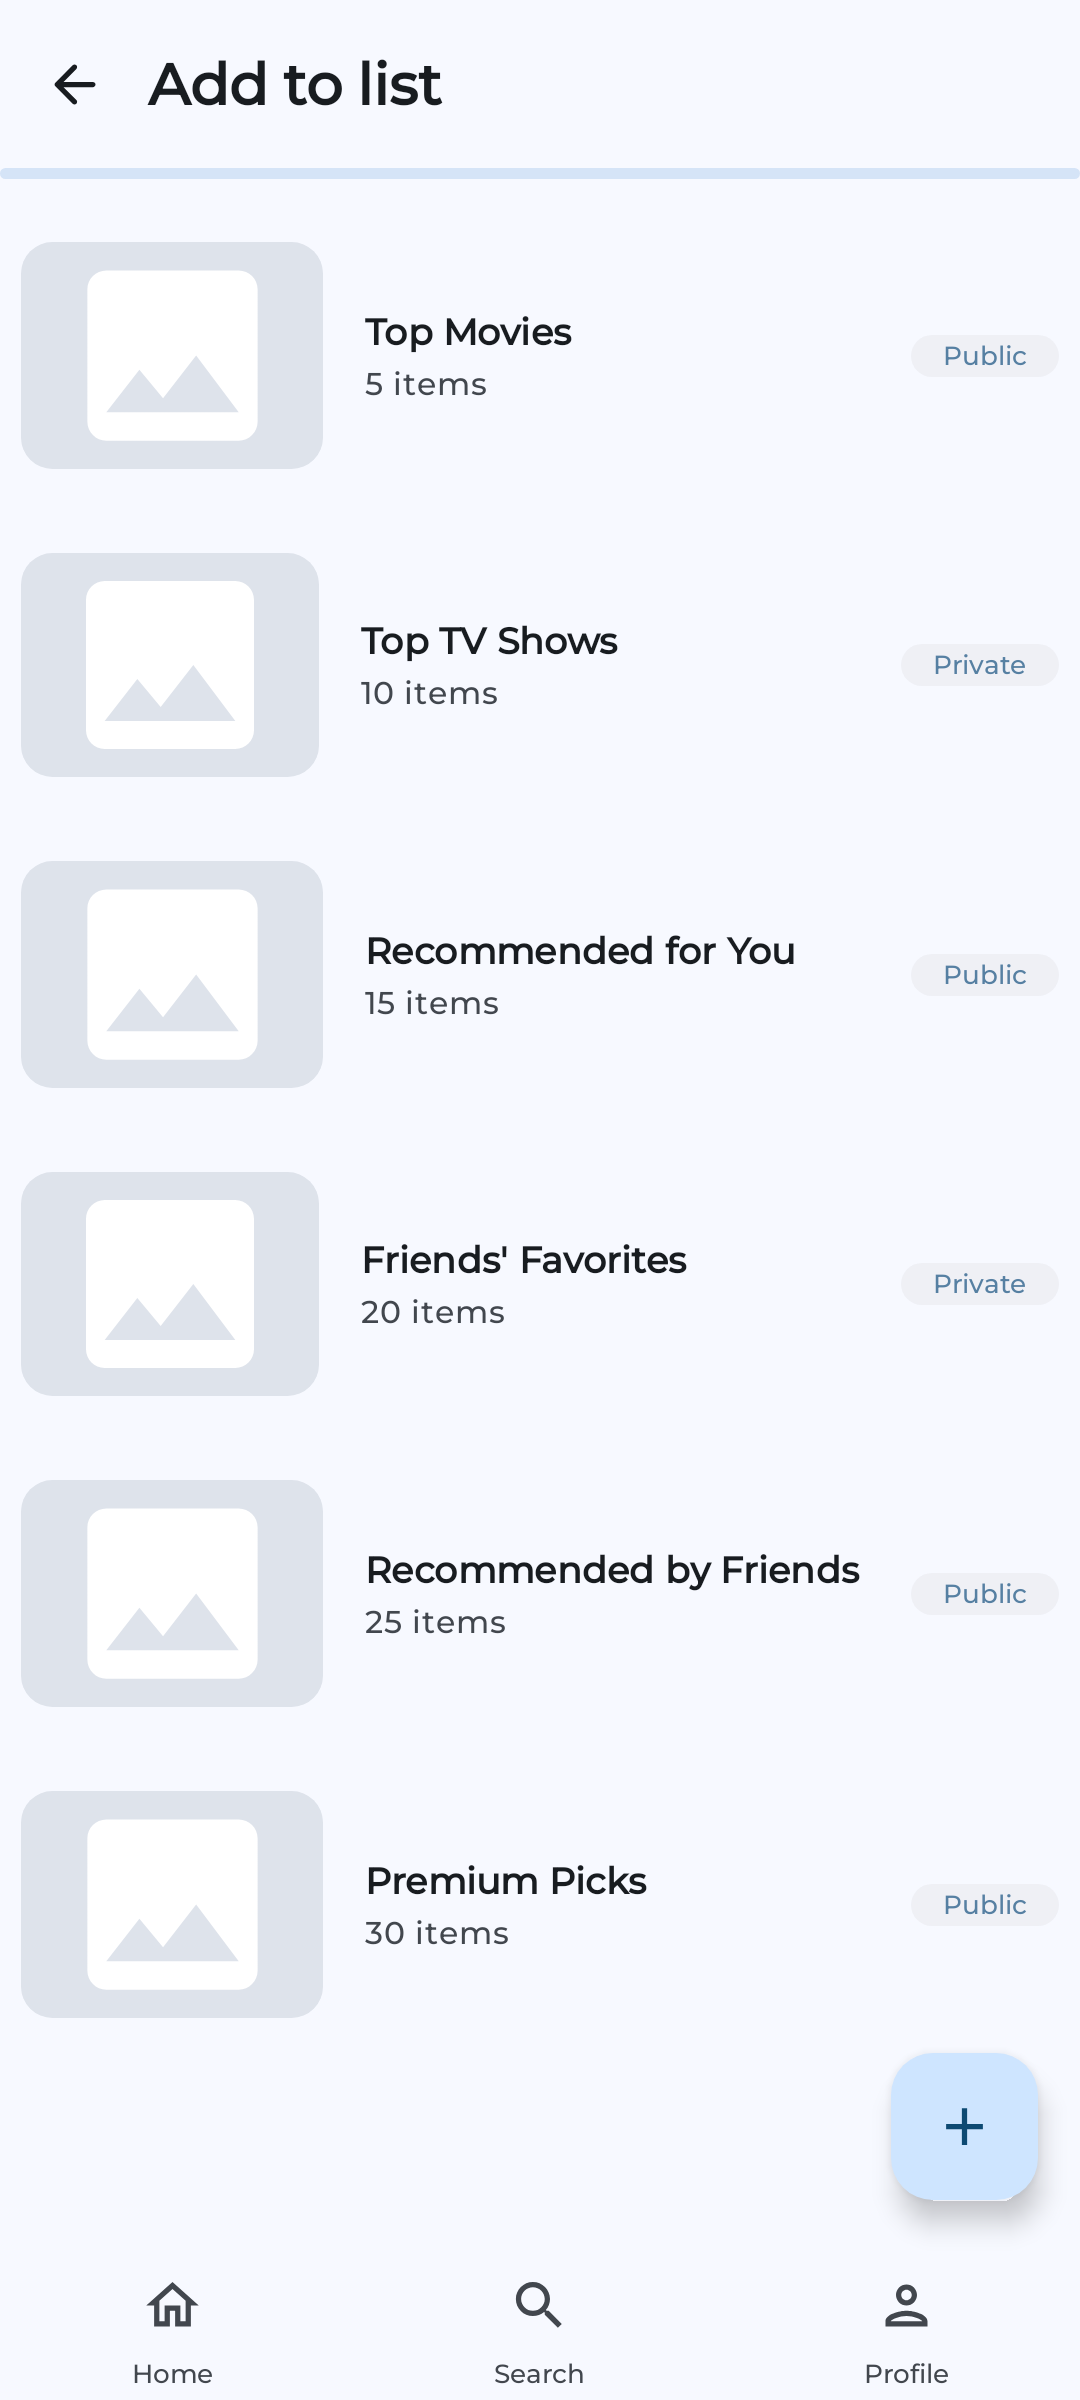 Add to list
Top Movies
5 items
Public
Top TV Shows
10 items
Private
Recommended for You
15 items
Public
Friends' Favorites
20 items
Private
Recommended by Friends
25 items
Public
Premium Picks
30 items
Public
Home
Search
Profile